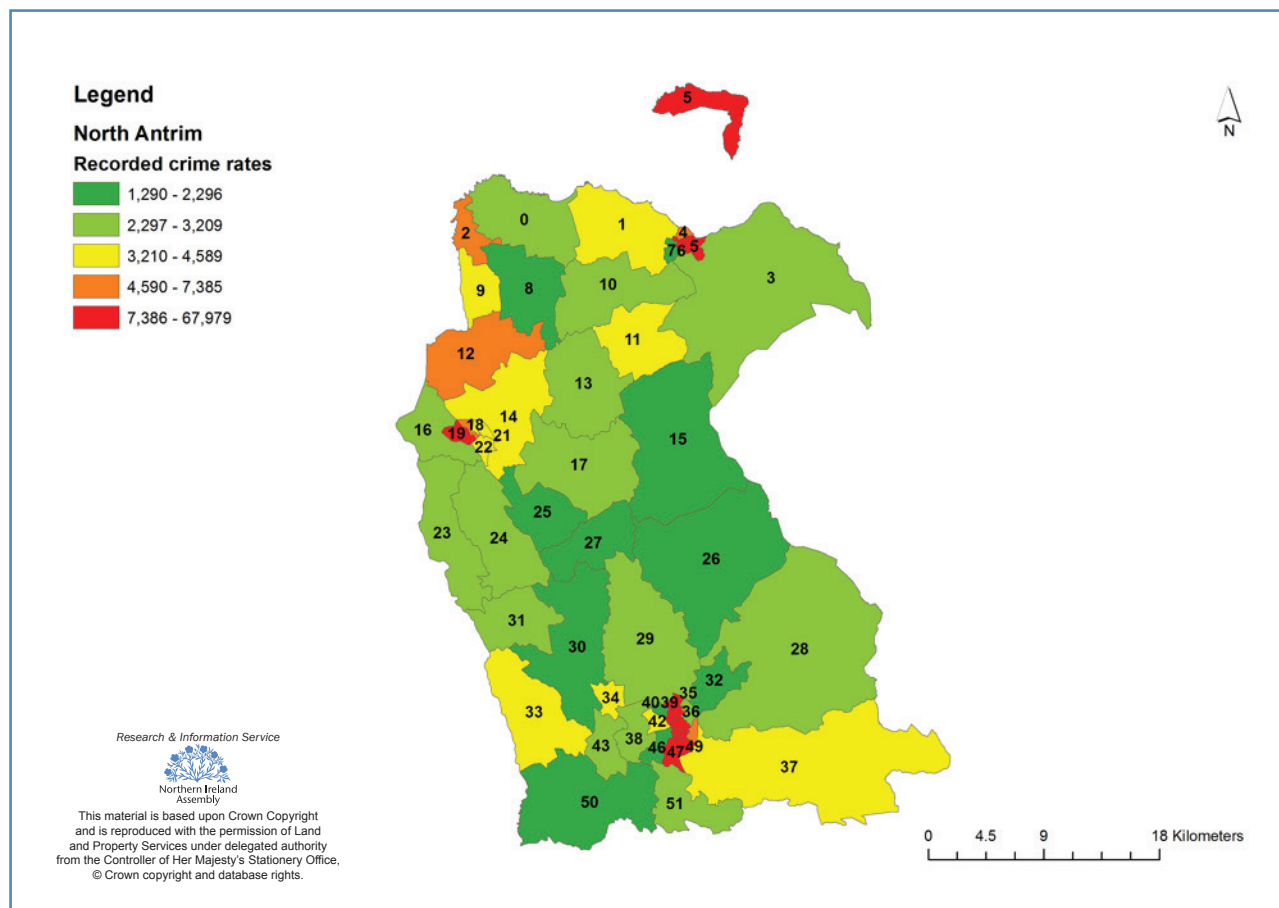 Legend
North Antrim
Recorded crime rates
1,290 - 2,296
2,297 - 3,209
3,210 - 4,589
4,590 - 7,385
7,386 - 67,979
N
5
0
1
2
4
5
76
3
9
8
10
11
12
13
14
15
16
18
19
21
22
17
25
23
24
27
26
31
30
29
28
32
34
35
40
39
36
33
42
43
38
46
47
49
37
50
51
Research & Information Service
Northern Ireland
Assembly
This material is based upon Crown Copyright
and is reproduced with the permission of Land
and Property Services under delegated authority
from the Controller of Her Majesty's Stationery Office,
© Crown copyright and database rights.
0 4.5 9 18 Kilometers